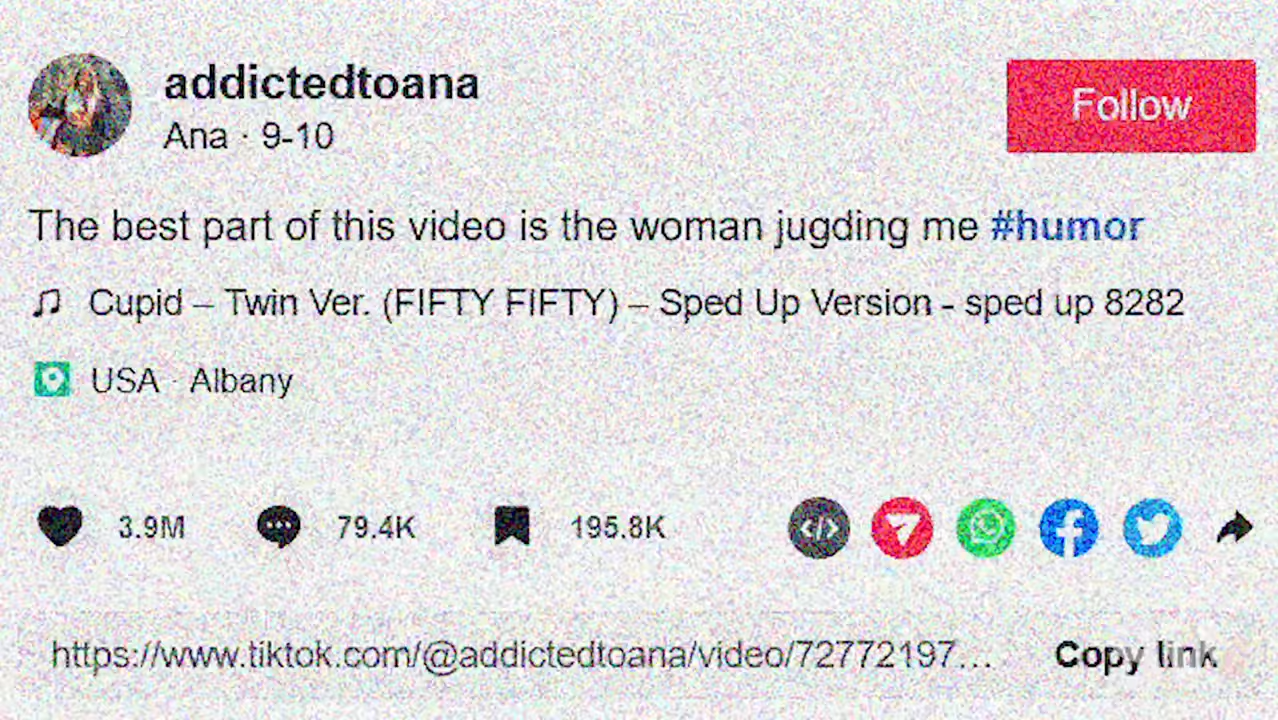 addictedtoana
Ana · 9-10
Follow
The best part of this video is the woman jugding me #humor
Cupid – Twin Ver. (FIFTY FIFTY) – Sped Up Version - sped up 8282
USA · Albany
3.9M 79.4K 195.8K
https://www.tiktok.com/@addictedtoana/video/72772197... Copy link